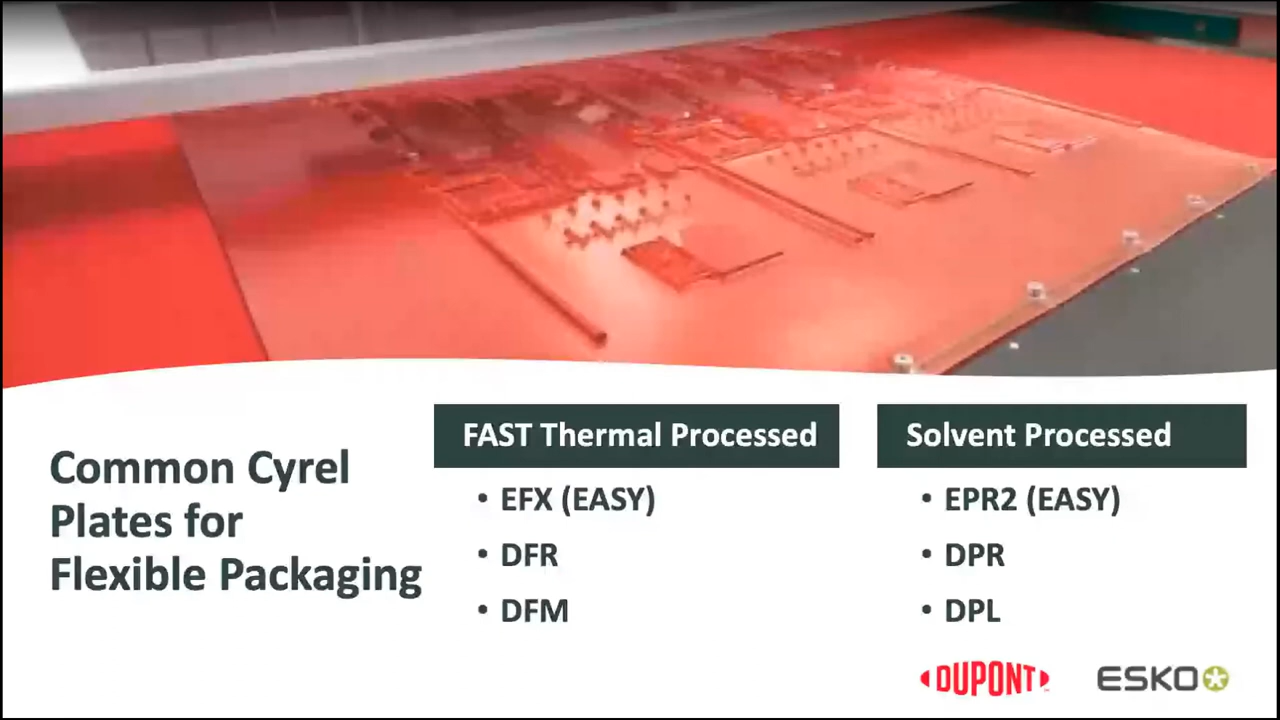 Common Cyrel
Plates for
Flexible Packaging
FAST Thermal Processed
• EFX (EASY)
• DFR
• DFM
Solvent Processed
• EPR2 (EASY)
• DPR
• DPL
DUPONT
ESKO